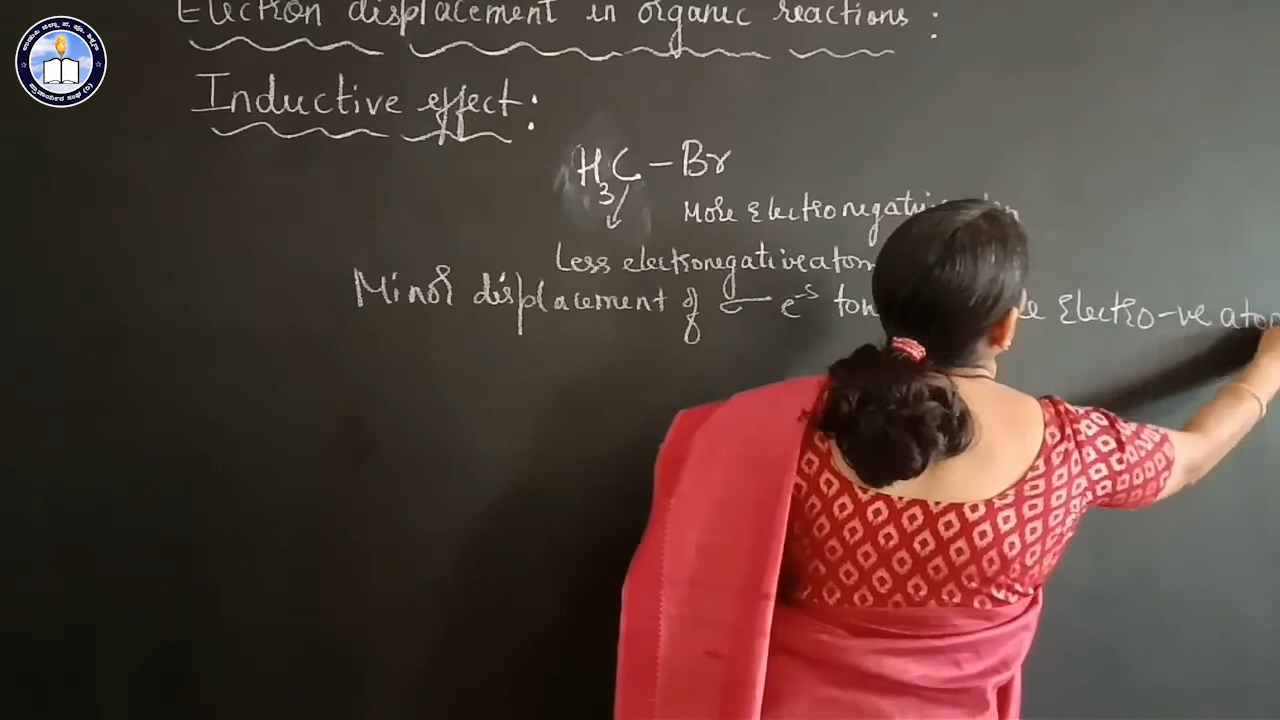 Electron displacement in organic reactions :
Inductive effect:
H3C - Br
More Electronegative
Less electronegative atom
Minor displacement of σ e-s Electro-ve atom